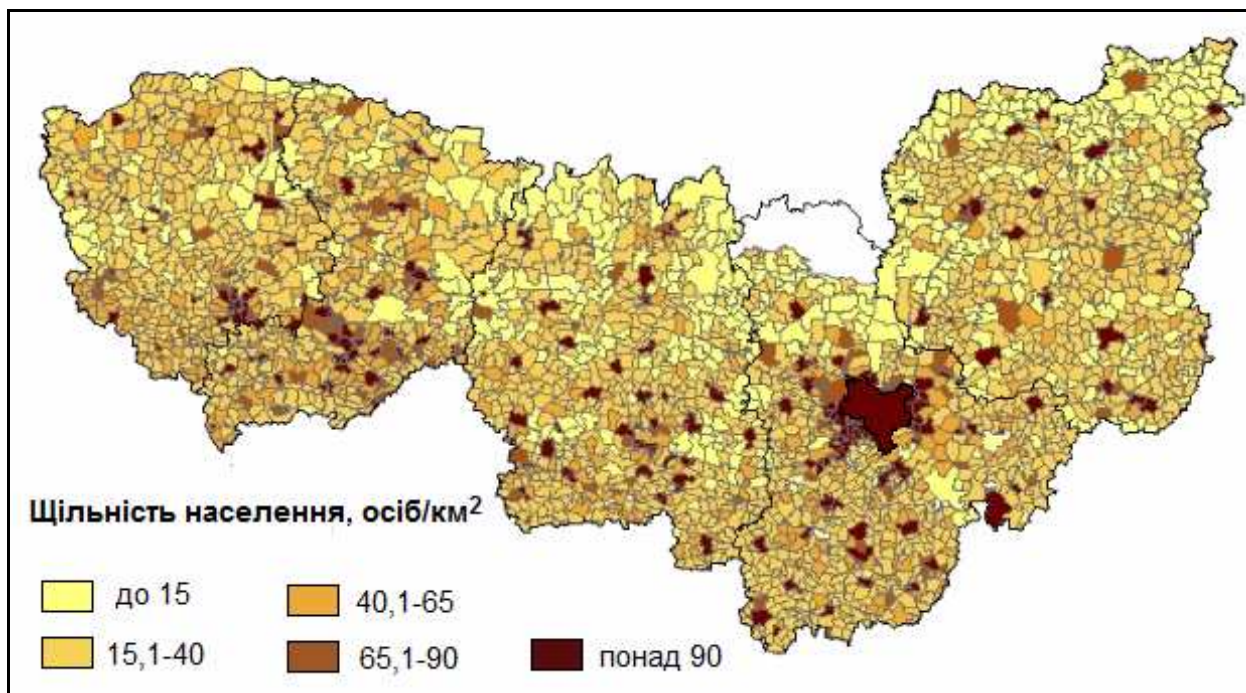 Щільність населення, осіб/км²
до 15
40,1-65
15,1-40
65,1-90
понад 90